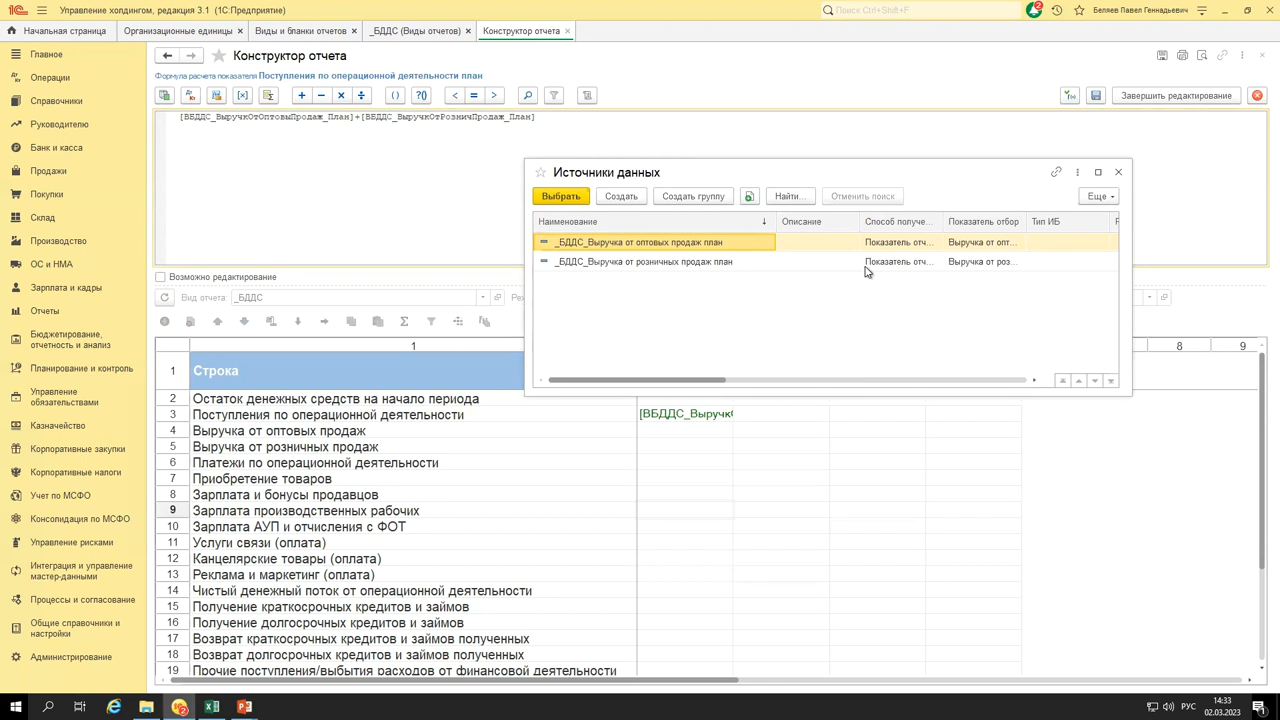 Управление холдингом, редакция 3.1 (1С:Предприятие)
Поиск Ctrl+Shift+F
2
Беляев Павел Геннадьевич
Начальная страница
Организационные единицы
Виды и бланки отчетов
_БДДС (Виды отчетов)
Конструктор отчета
Главное
Операции
Справочники
Руководителю
Банк и касса
Продажи
Покупки
Склад
Производство
ОС и НМА
Зарплата и кадры
Отчеты
Бюджетирование,
отчетность и анализ
Планирование и контроль
Управление
обязательствами
Казначейство
Корпоративные закупки
Корпоративные налоги
Учет по МСФО
Консолидация по МСФО
Управление рисками
Интеграция и управление
мастер-данными
Процессы и согласование
Общие справочники и
настройки
Администрирование
Конструктор отчета
Формула расчета показателя Поступления по операционной деятельности план
Завершить редактирование
[ВБДДС_ВыручкОтОптовыПродаж_План]+[ВБДДС_ВыручкОтРозничПродаж_План]
Возможно редактирование
Вид отчета: _БДДС
Источники данных
Выбрать
Создать
Создать группу
Найти...
Отменить поиск
Еще
Наименование
Описание
Способ получе...
Показатель отбор
Тип ИБ
_БДДС_Выручка от оптовых продаж план
Показатель отч...
Выручка от опт...
_БДДС_Выручка от розничных продаж план
Показатель отч...
Выручка от роз...
1
8
9
1 Строка
2 Остаток денежных средств на начало периода
3 Поступления по операционной деятельности
[ВБДДС_Выручк
4 Выручка от оптовых продаж
5 Выручка от розничных продаж
6 Платежи по операционной деятельности
7 Приобретение товаров
8 Зарплата и бонусы продавцов
9 Зарплата производственных рабочих
10 Зарплата АУП и отчисления с ФОТ
11 Услуги связи (оплата)
12 Канцелярские товары (оплата)
13 Реклама и маркетинг (оплата)
14 Чистый денежный поток от операционной деятельности
15 Получение краткосрочных кредитов и займов
16 Получение долгосрочных кредитов и займов
17 Возврат краткосрочных кредитов и займов полученных
18 Возврат долгосрочных кредитов и займов полученных
19 Прочие поступления/выбытия расходов от финансовой деятельности
РУС
14:33
02.03.2023